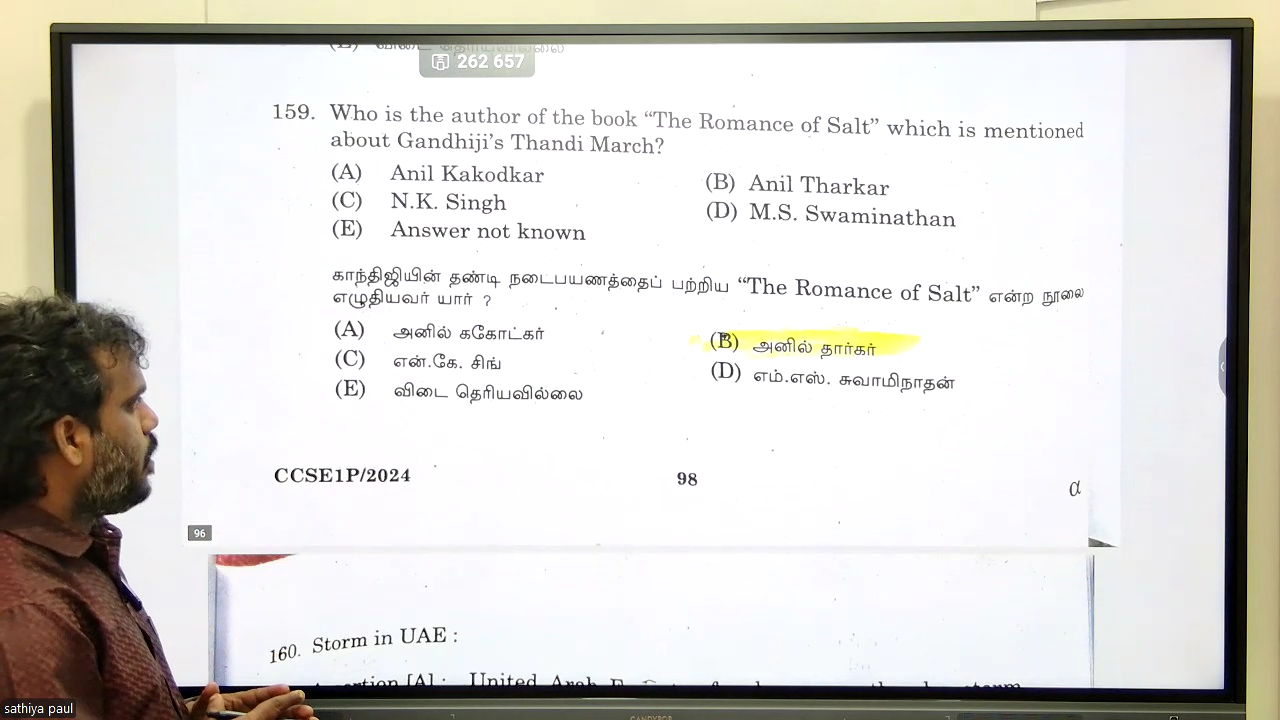 262 657
159. Who is the author of the book “The Romance of Salt” which is mentioned
about Gandhiji’s Thandi March?
(A) Anil Kakodkar
(B) Anil Tharkar
(C) N.K. Singh
(D) M.S. Swaminathan
(E) Answer not known
காந்திஜியின் தண்டி நடைபயணத்தைப் பற்றிய “The Romance of Salt” என்ற நூலை
எழுதியவர் யார் ?
(A) அனில் ககோட்கர்
(B) அனில் தார்கர்
(C) என்.கே. சிங்
(D) எம்.எஸ். சுவாமிநாதன்
(E) விடை தெரியவில்லை
CCSE1P/2024
98
α
96
160. Storm in UAE :
sathiya paul